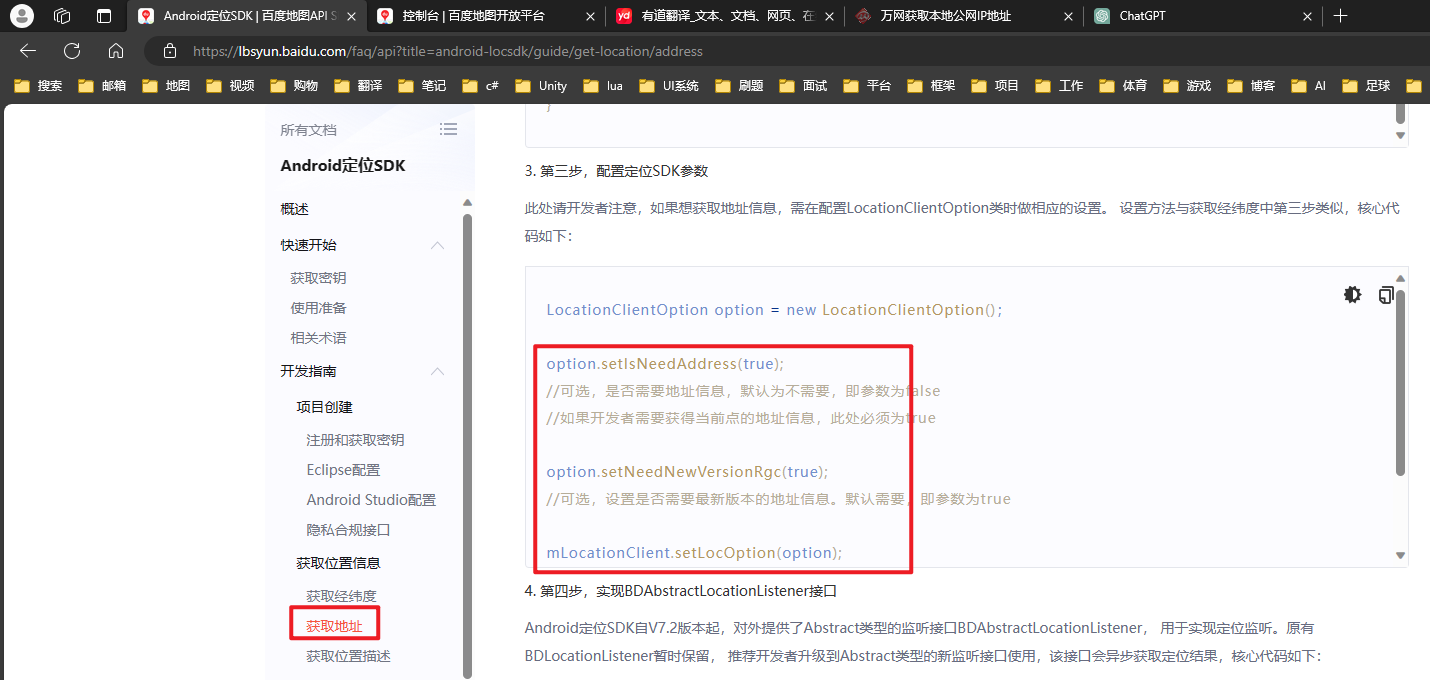 Android定位SDK | 百度地图API S
控制台 | 百度地图开放平台
yd 有道翻译_文本、文档、网页、在
万网获取本地公网IP地址
ChatGPT
https://lbsyun.baidu.com/faq/api?title=android-locsdk/guide/get-location/address
搜索 邮箱 地图 视频 购物 翻译 笔记 c# Unity lua UI系统 刷题 面试 平台 框架 项目 工作 体育 游戏 博客 AI 足球
所有文档
Android定位SDK
概述
快速开始
获取密钥
使用准备
相关术语
开发指南
项目创建
注册和获取密钥
Eclipse配置
Android Studio配置
隐私合规接口
获取位置信息
获取经纬度
获取地址
获取位置描述
}
3. 第三步，配置定位SDK参数
此处请开发者注意，如果想获取地址信息，需在配置LocationClientOption类时做相应的设置。 设置方法与获取经纬度中第三步类似，核心代
码如下：
LocationClientOption option = new LocationClientOption();
option.setIsNeedAddress(true);
//可选，是否需要地址信息，默认为不需要，即参数为false
//如果开发者需要获得当前点的地址信息，此处必须为true
option.setNeedNewVersionRgc(true);
//可选，设置是否需要最新版本的地址信息。默认需要，即参数为true
mLocationClient.setLocOption(option);
4. 第四步，实现BDAbstractLocationListener接口
Android定位SDK自V7.2版本起，对外提供了Abstract类型的监听接口BDAbstractLocationListener， 用于实现定位监听。原有
BDLocationListener暂时保留， 推荐开发者升级到Abstract类型的新监听接口使用，该接口会异步获取定位结果，核心代码如下：